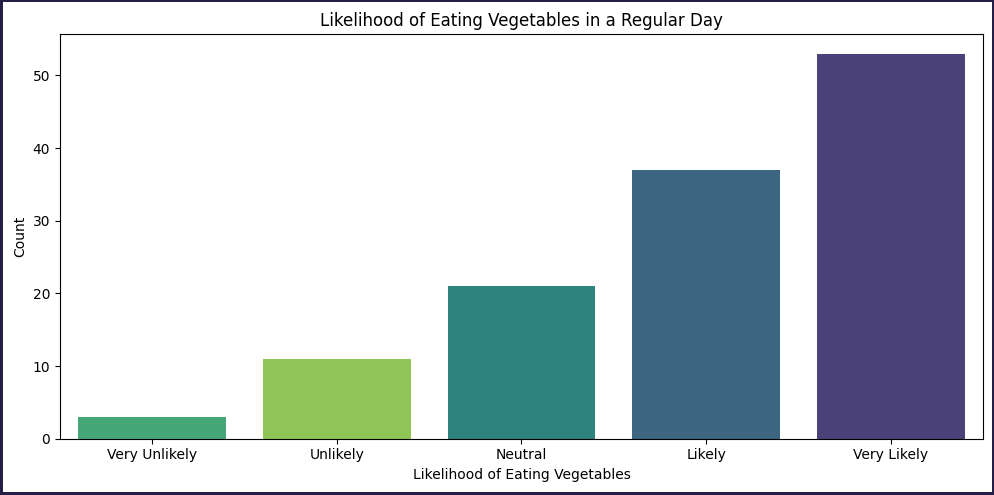 Likelihood of Eating Vegetables in a Regular Day
50
40
30
20
10
0
Count
Very Unlikely Unlikely Neutral Likely Very Likely
Likelihood of Eating Vegetables